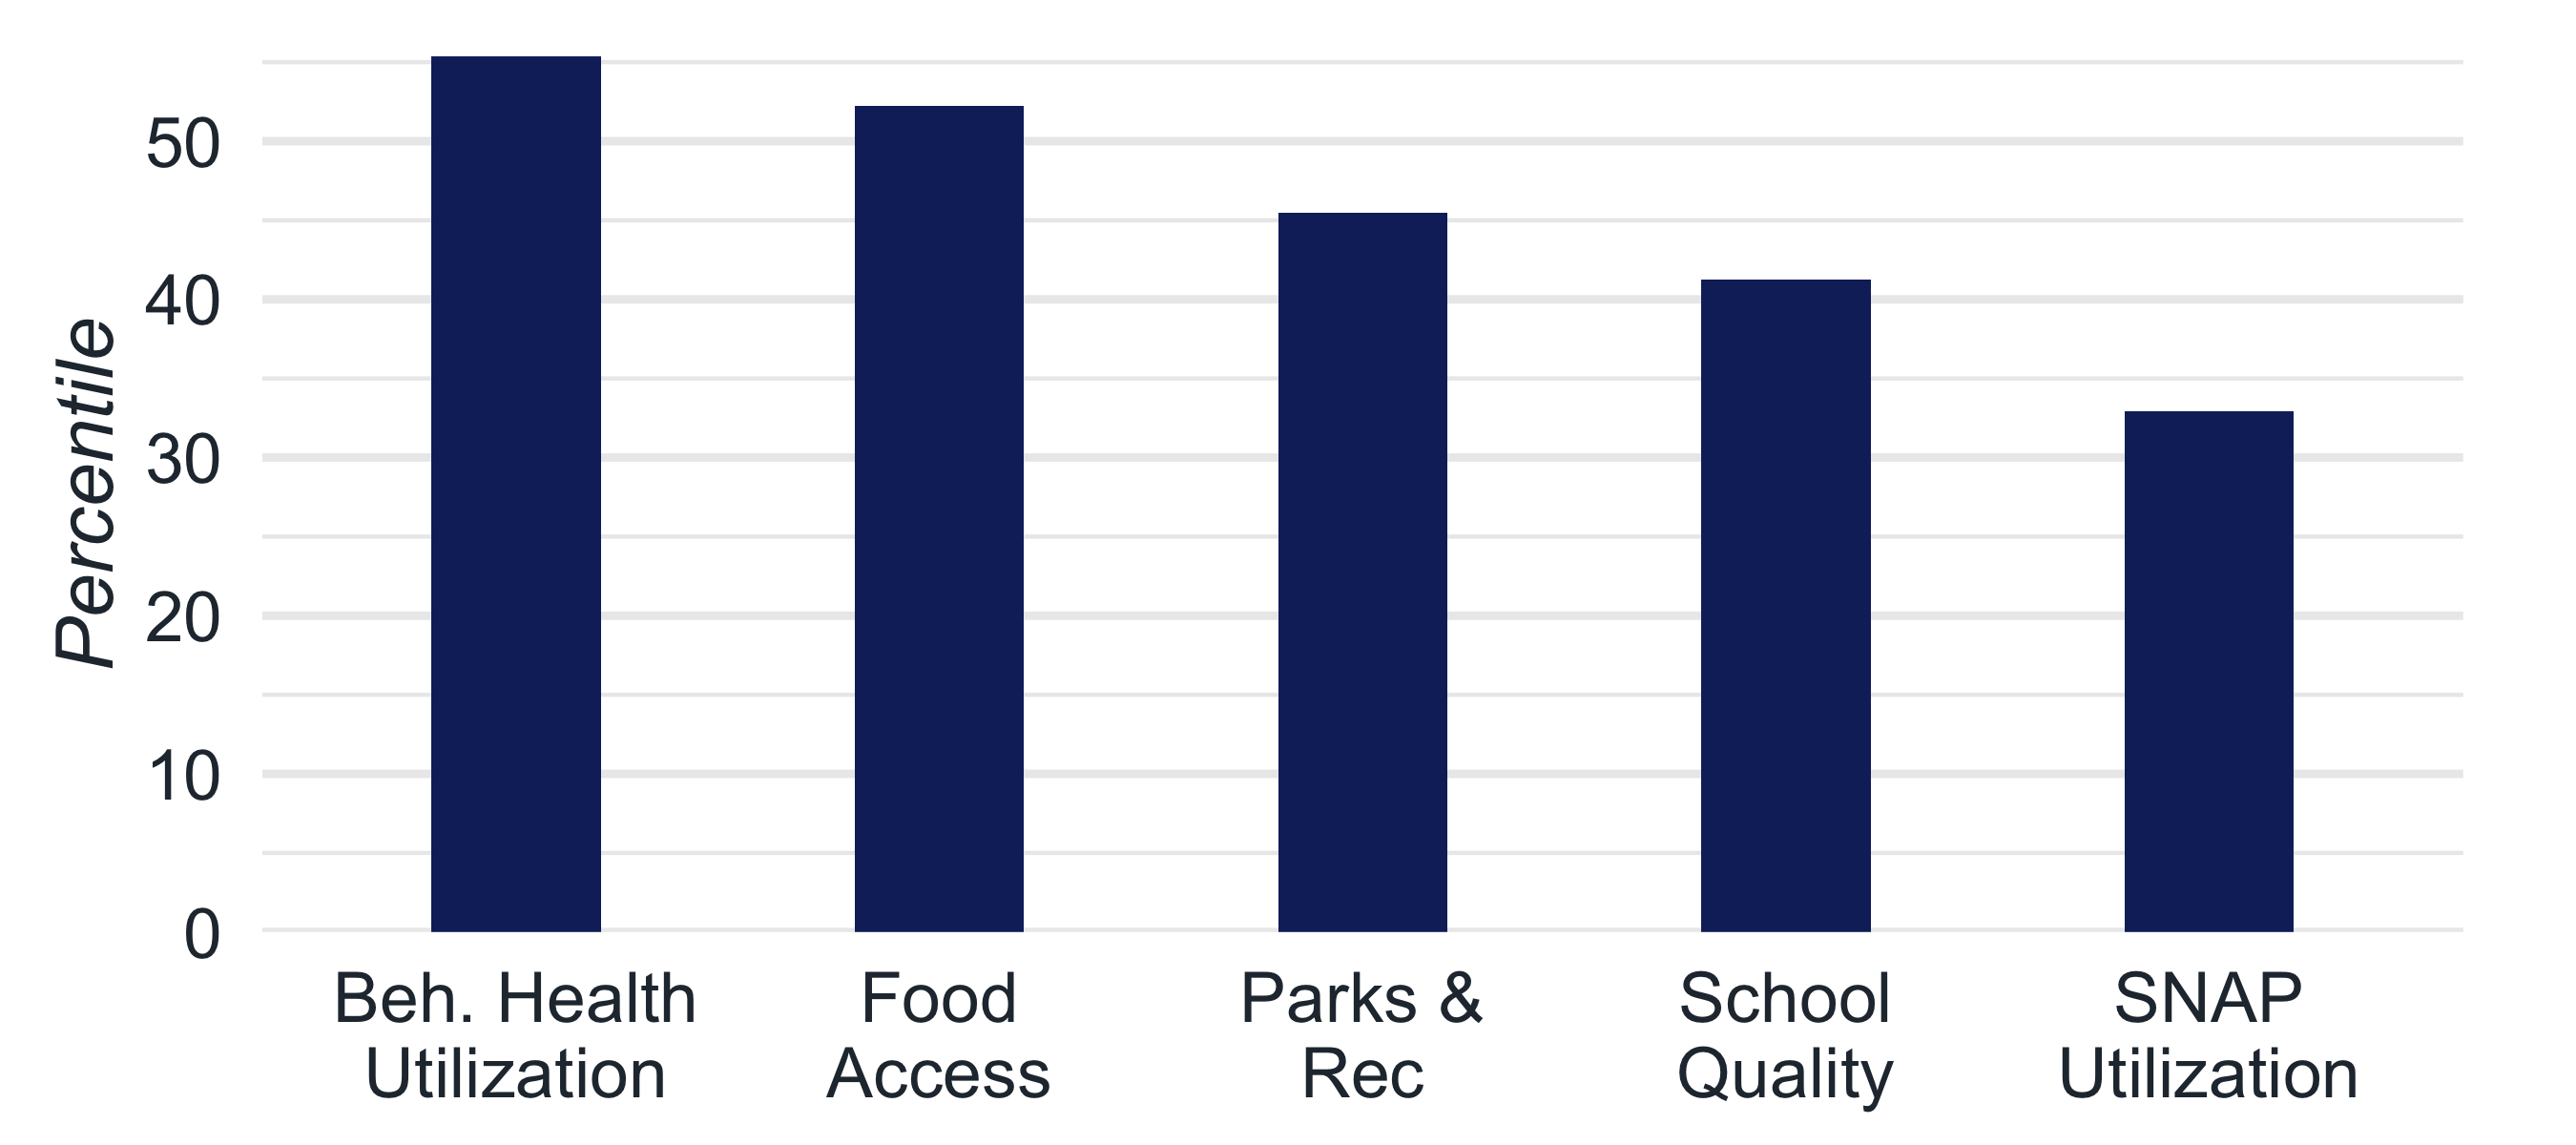 Percentile
50
40
30
20
10
0
Beh. Health
Utilization
Food
Access
Parks &
Rec
School
Quality
SNAP
Utilization